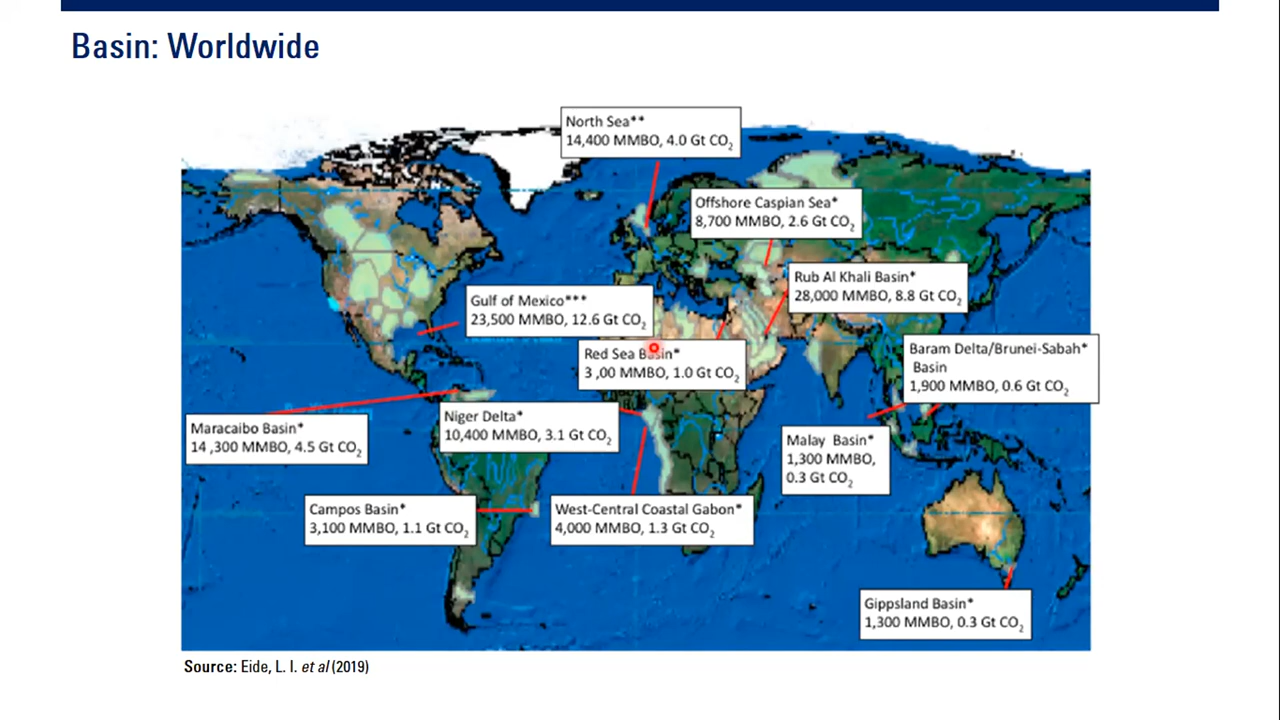 Basin: Worldwide
North Sea**
14,400 MMBO, 4.0 Gt CO₂
Offshore Caspian Sea*
8,700 MMBO, 2.6 Gt CO₂
Rub Al Khali Basin*
28,000 MMBO, 8.8 Gt CO₂
Gulf of Mexico***
23,500 MMBO, 12.6 Gt CO₂
Red Sea Basin*
3 ,00 MMBO, 1.0 Gt CO₂
Baram Delta/Brunei-Sabah*
Basin
1,900 MMBO, 0.6 Gt CO₂
Maracaibo Basin*
14 ,300 MMBO, 4.5 Gt CO₂
Niger Delta*
10,400 MMBO, 3.1 Gt CO₂
Malay Basin*
1,300 MMBO,
0.3 Gt CO₂
Campos Basin*
3,100 MMBO, 1.1 Gt CO₂
West-Central Coastal Gabon*
4,000 MMBO, 1.3 Gt CO₂
Gippsland Basin*
1,300 MMBO, 0.3 Gt CO₂
Source: Eide, L. I. et al (2019)